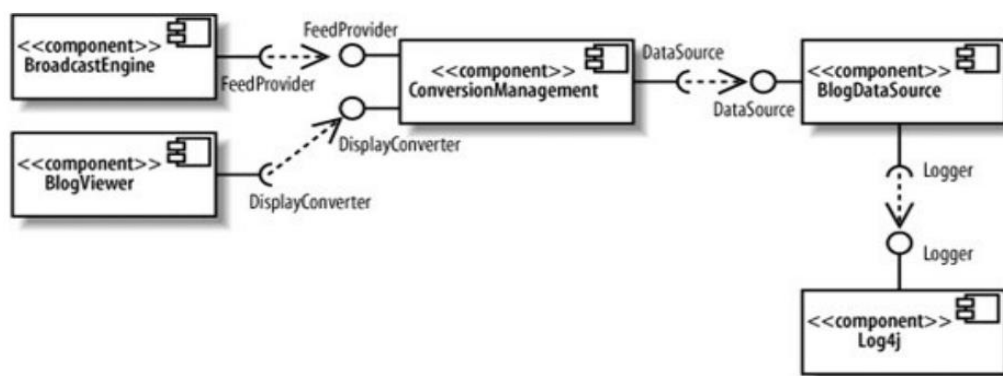 <<component>>
BroadcastEngine
FeedProvider
FeedProvider
<<component>>
ConversionManagement
DataSource
DataSource
<<component>>
BlogDataSource
<<component>>
BlogViewer
DisplayConverter
DisplayConverter
Logger
Logger
<<component>>
Log4j